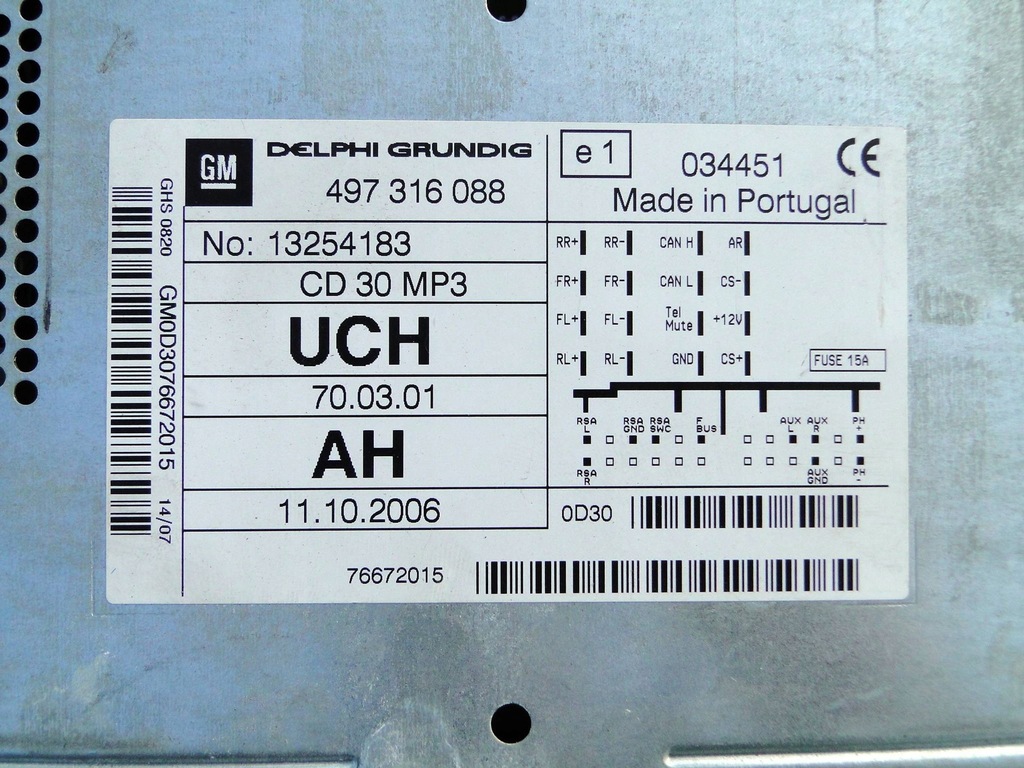 GHS 0820 GM0D3076672015 14/07
GM DELPHI GRUNDIG
497 316 088
No: 13254183
CD 30 MP3
UCH
70.03.01
AH
11.10.2006
e 1 034451 CE
Made in Portugal
RR+ RR- CAN H AR
FR+ FR- CAN L CS-
FL+ FL- Tel Mute +12V
RL+ RL- GND CS+
FUSE 15A
RSA L RSA GND RSA SWC F BUS AUX L AUX R PH +
RSA R AUX GND PH -
0D30
76672015